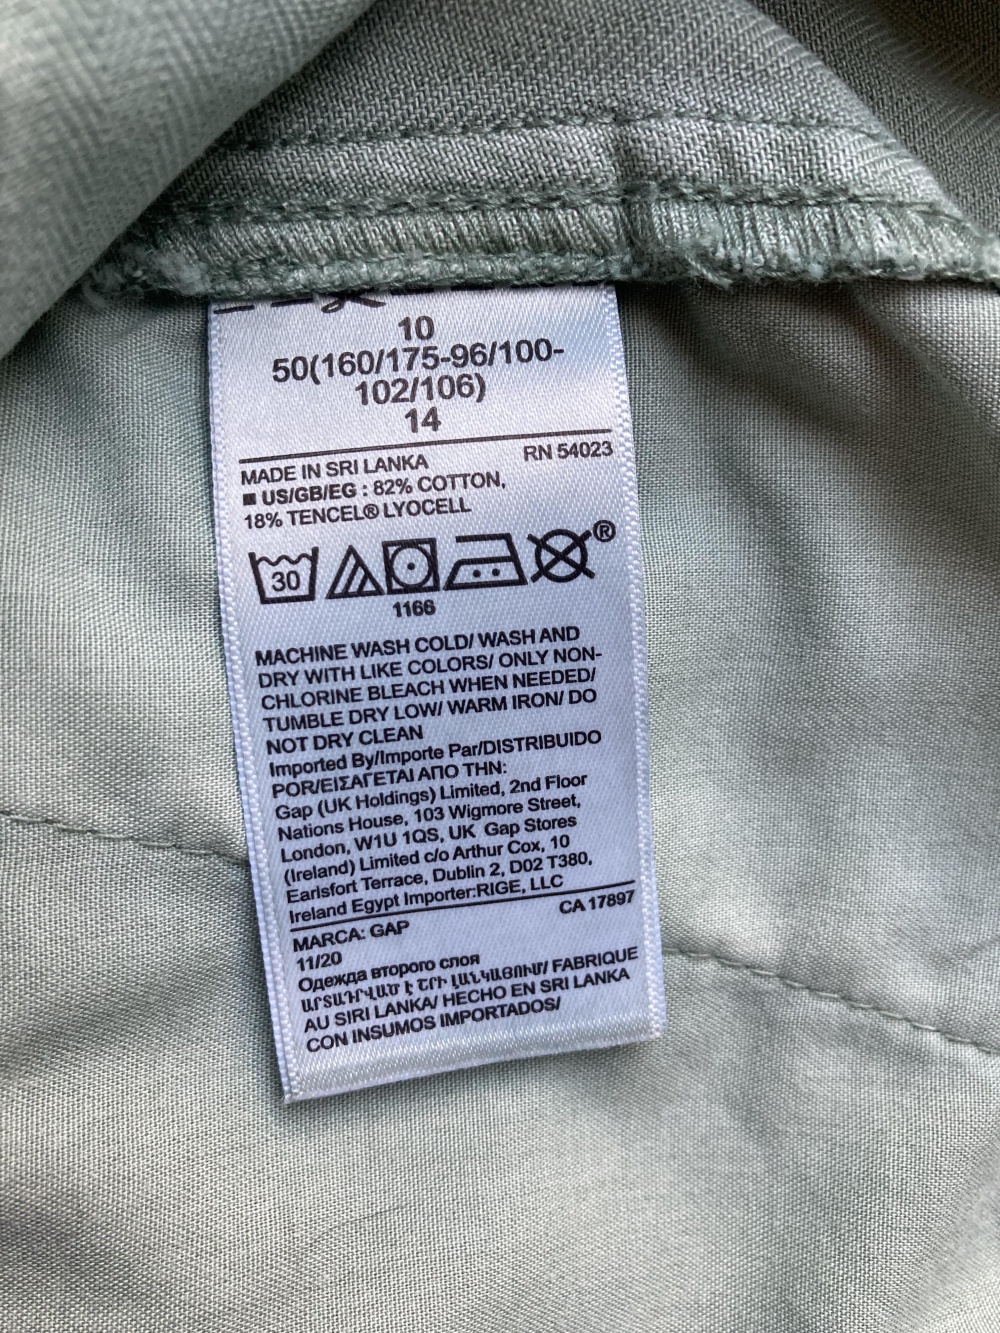 10
50(160/175-96/100-
102/106)
14
MADE IN SRI LANKA RN 54023
■ US/GB/EG : 82% COTTON,
18% TENCEL® LYOCELL
30 ®
1166
MACHINE WASH COLD/ WASH AND
DRY WITH LIKE COLORS/ ONLY NON-
CHLORINE BLEACH WHEN NEEDED/
TUMBLE DRY LOW/ WARM IRON/ DO
NOT DRY CLEAN
Imported By/Importe Par/DISTRIBUIDO
POR/ΕΙΣΑΓΕΤΑΙ ΑΠΟ ΤΗΝ:
Gap (UK Holdings) Limited, 2nd Floor
Nations House, 103 Wigmore Street,
London, W1U 1QS, UK Gap Stores
(Ireland) Limited c/o Arthur Cox, 10
Earlsfort Terrace, Dublin 2, D02 T380,
Ireland Egypt Importer:RIGE, LLC
CA 17897
MARCA: GAP
11/20
Одежда второго слоя
ԱՐՏԱԴՐՎԱԾ Է ՇՐԻ ԼԱՆԿԱՅՈՒՄ/ FABRIQUE
AU SIRI LANKA/ HECHO EN SRI LANKA
CON INSUMOS IMPORTADOS/